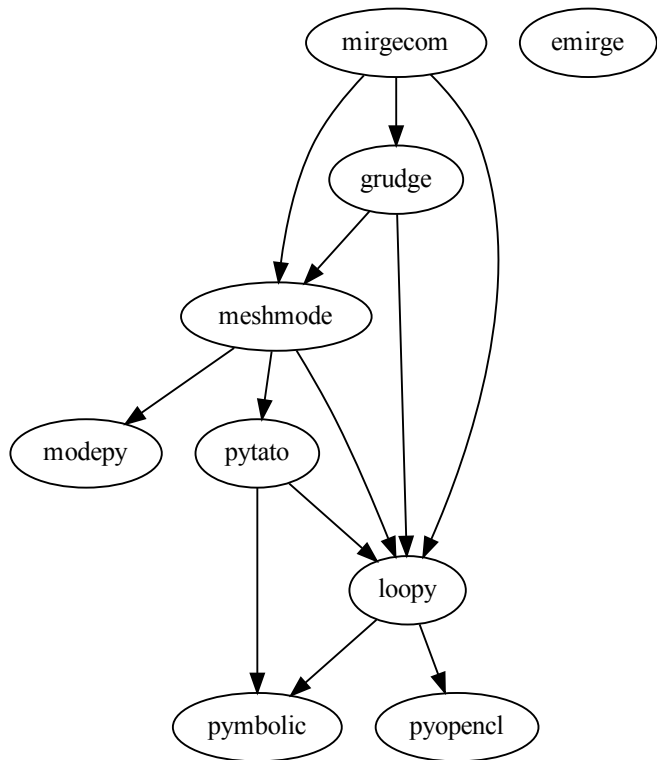 mirgecom
emirge
grudge
meshmode
modepy
pytato
loopy
pymbolic
pyopencl